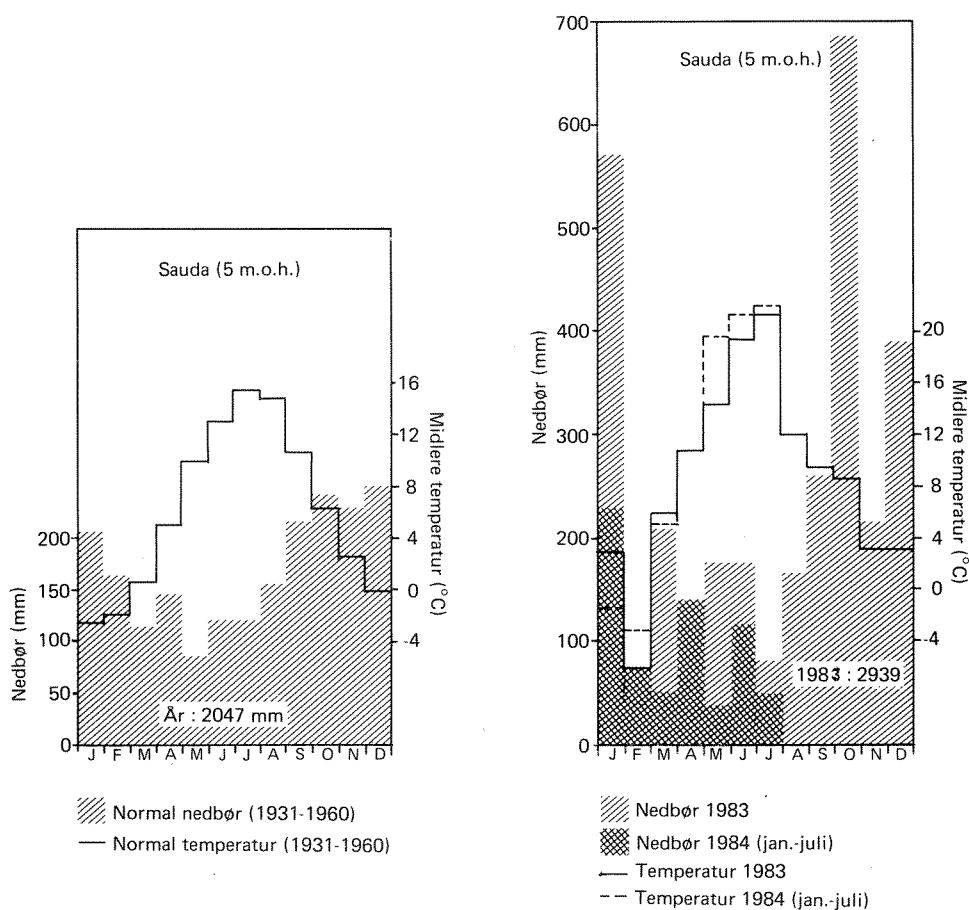 Sauda (5 m.o.h.)
Nedbør (mm)
200
150
100
50
0
16
12
8
4
0
-4
Midlere temperatur (°C)
År : 2047 mm
J F M A M J J A S O N D
Normal nedbør (1931-1960)
Normal temperatur (1931-1960)
Sauda (5 m.o.h.)
Nedbør (mm)
700
600
500
400
300
200
100
0
20
16
12
8
4
0
-4
Midlere temperatur (°C)
1983 : 2939
J F M A M J J A S O N D
Nedbør 1983
Nedbør 1984 (jan.-juli)
Temperatur 1983
Temperatur 1984 (jan.-juli)